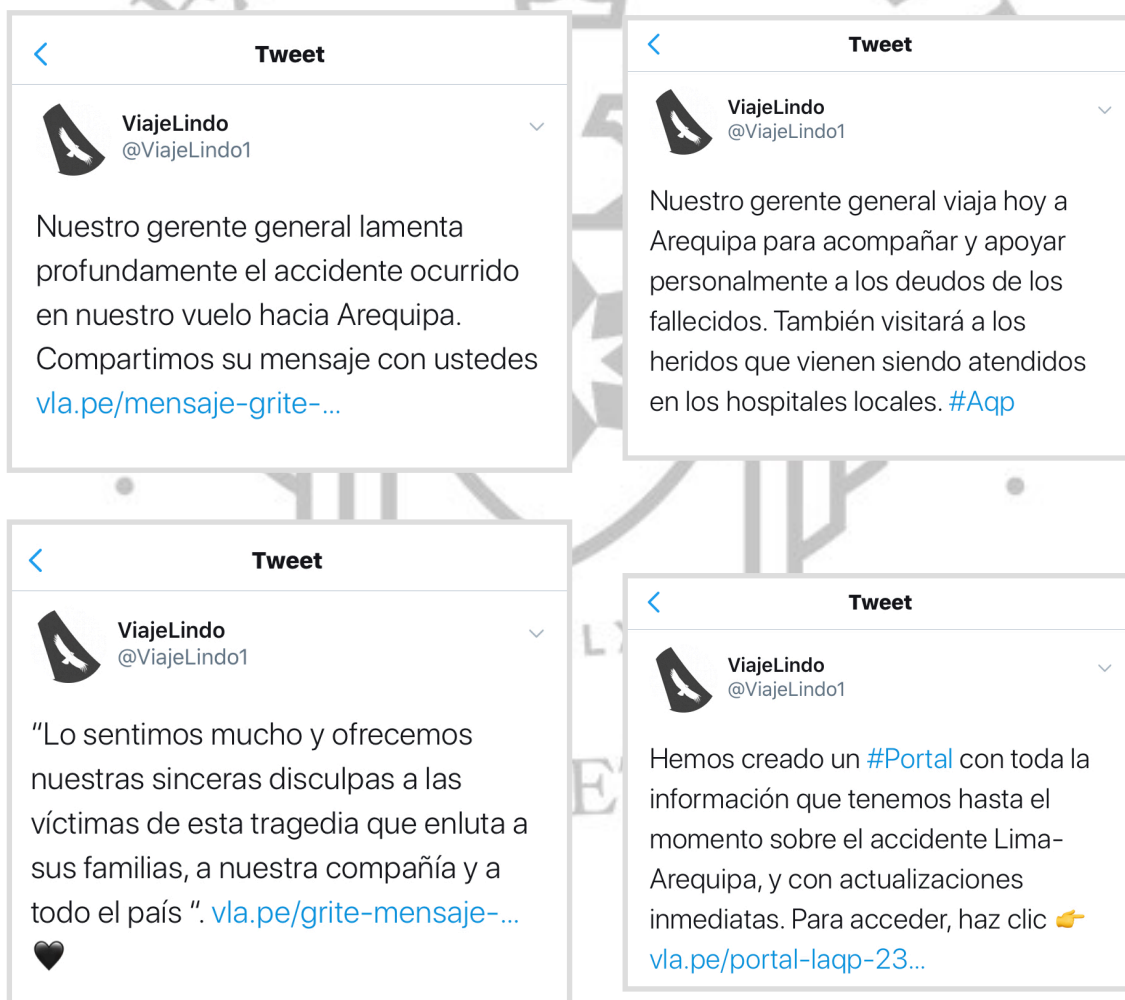 Tweet
ViajeLindo
@ViajeLindo1
Nuestro gerente general lamenta
profundamente el accidente ocurrido
en nuestro vuelo hacia Arequipa.
Compartimos su mensaje con ustedes
vla.pe/mensaje-grite-...
Tweet
ViajeLindo
@ViajeLindo1
Nuestro gerente general viaja hoy a
Arequipa para acompañar y apoyar
personalmente a los deudos de los
fallecidos. También visitará a los
heridos que vienen siendo atendidos
en los hospitales locales. #Aqp
Tweet
ViajeLindo
@ViajeLindo1
“Lo sentimos mucho y ofrecemos
nuestras sinceras disculpas a las
víctimas de esta tragedia que enluta a
sus familias, a nuestra compañía y a
todo el país “. vla.pe/grite-mensaje-...
🖤
Tweet
ViajeLindo
@ViajeLindo1
Hemos creado un #Portal con toda la
información que tenemos hasta el
momento sobre el accidente Lima-
Arequipa, y con actualizaciones
inmediatas. Para acceder, haz clic 👉
vla.pe/portal-laqp-23...